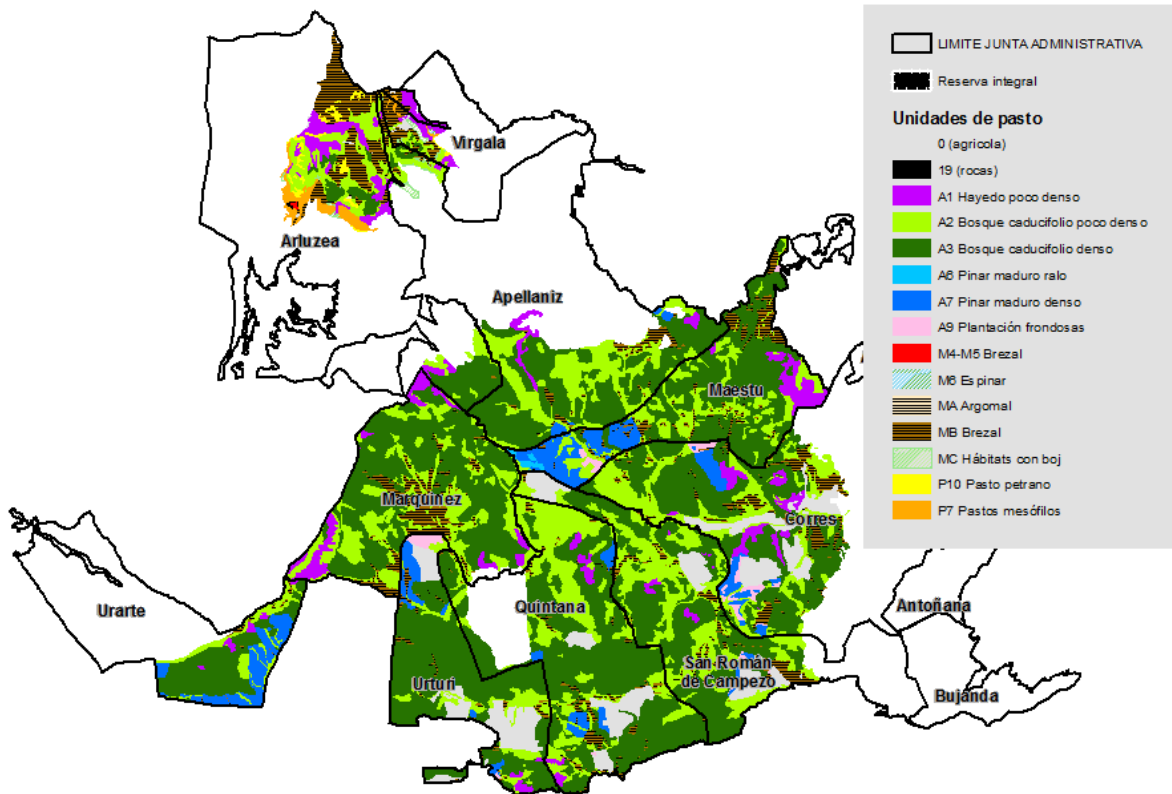 LIMITE JUNTA ADMINISTRATIVA
Reserva integral
Unidades de pasto
0 (agrícola)
19 (rocas)
A1 Hayedo poco denso
A2 Bosque caducifolio poco denso
A3 Bosque caducifolio denso
A6 Pinar maduro ralo
A7 Pinar maduro denso
A9 Plantación frondosas
M4-M5 Brezal
M6 Espinar
MA Argomal
MB Brezal
MC Hábitats con boj
P10 Pasto petrano
P7 Pastos mesófilos
Virgala
Arluzea
Apellaniz
Maestu
Marquinez
Corres
Urarte
Quintana
Antoñana
San Román
de Campezo
Urturi
Bujanda